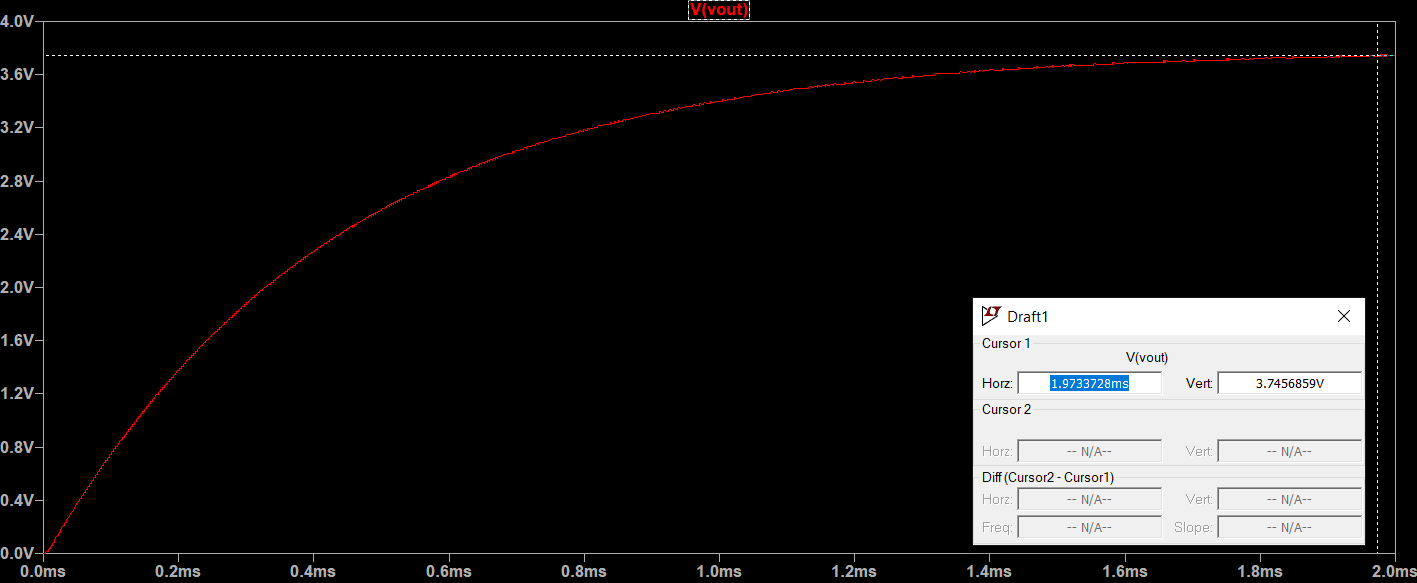 V(vout)
4.0V
3.6V
3.2V
2.8V
2.4V
2.0V
1.6V
1.2V
0.8V
0.4V
0.0V
0.0ms 0.2ms 0.4ms 0.6ms 0.8ms 1.0ms 1.2ms 1.4ms 1.6ms 1.8ms 2.0ms
Draft1
Cursor 1
V(vout)
Horz: 1.9733728ms Vert: 3.7456859V
Cursor 2
Horz: -- N/A-- Vert: -- N/A--
Diff (Cursor2 - Cursor1)
Horz: -- N/A-- Vert: -- N/A--
Freq: -- N/A-- Slope: -- N/A--